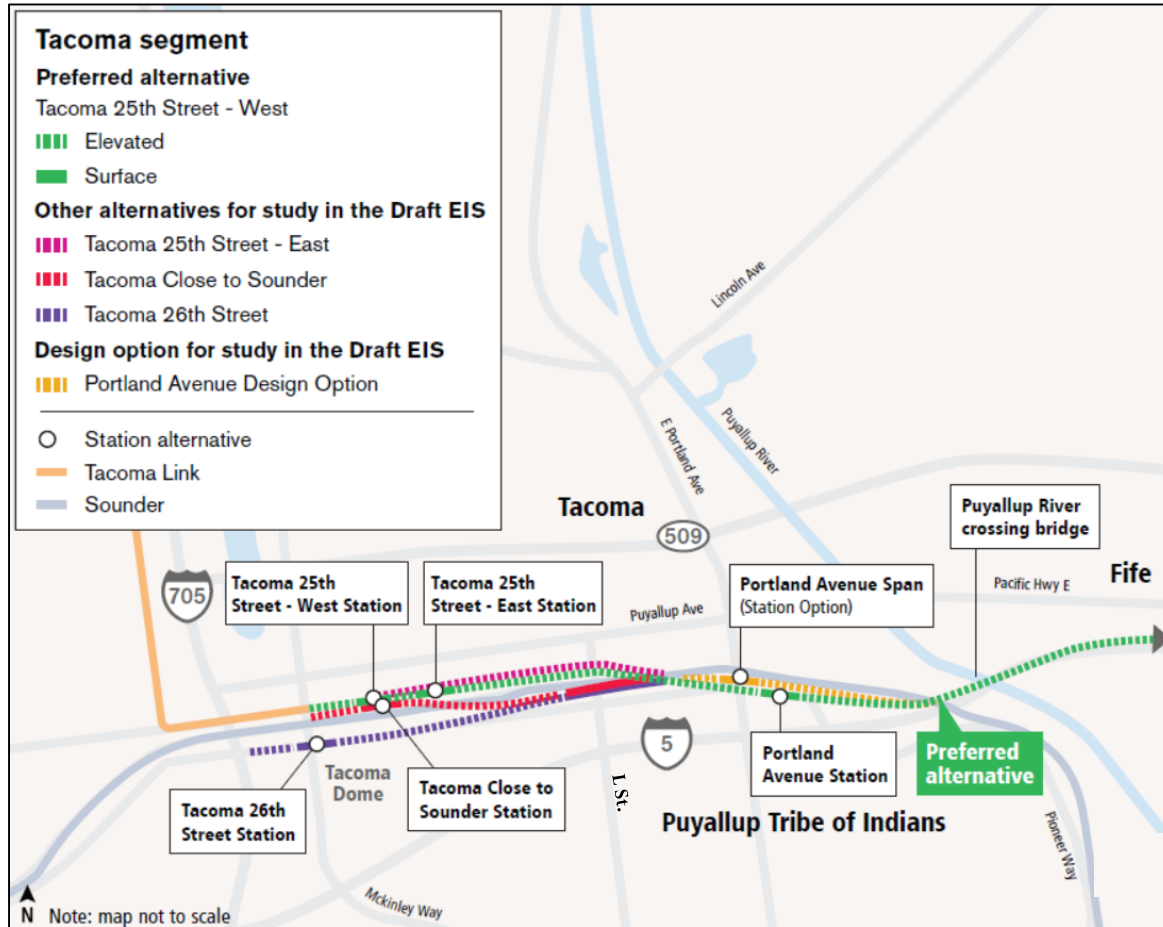 Tacoma segment
Preferred alternative
Tacoma 25th Street - West
Elevated
Surface
Other alternatives for study in the Draft EIS
Tacoma 25th Street - East
Tacoma Close to Sounder
Tacoma 26th Street
Design option for study in the Draft EIS
Portland Avenue Design Option
Station alternative
Tacoma Link
Sounder
Lincoln Ave
Puyallup River
E Portland Ave
Tacoma
509
Puyallup River
crossing bridge
Fife
Pacific Hwy E
705
Tacoma 25th
Street - West Station
Tacoma 25th
Street - East Station
Puyallup Ave
Portland Avenue Span
(Station Option)
5
Portland
Avenue Station
Preferred
alternative
Tacoma
Dome
Tacoma Close to
Sounder Station
Tacoma 26th
Street Station
L St.
Puyallup Tribe of Indians
Pioneer Way
Mckinley Way
N
Note: map not to scale